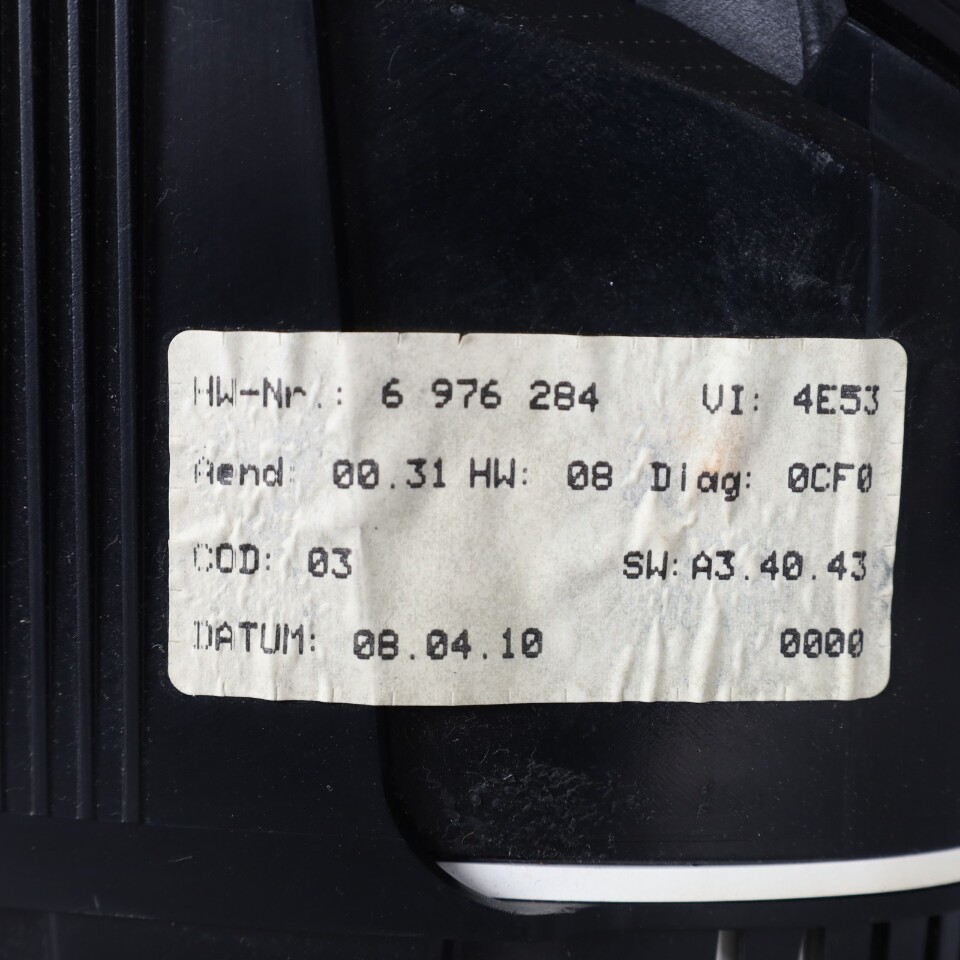 HW-Nr.: 6 976 284 VI: 4E53
Aend: 00.31 HW: 08 Diag: 0CF0
COD: 03 SW:A3.40.43
DATUM: 08.04.10 0000